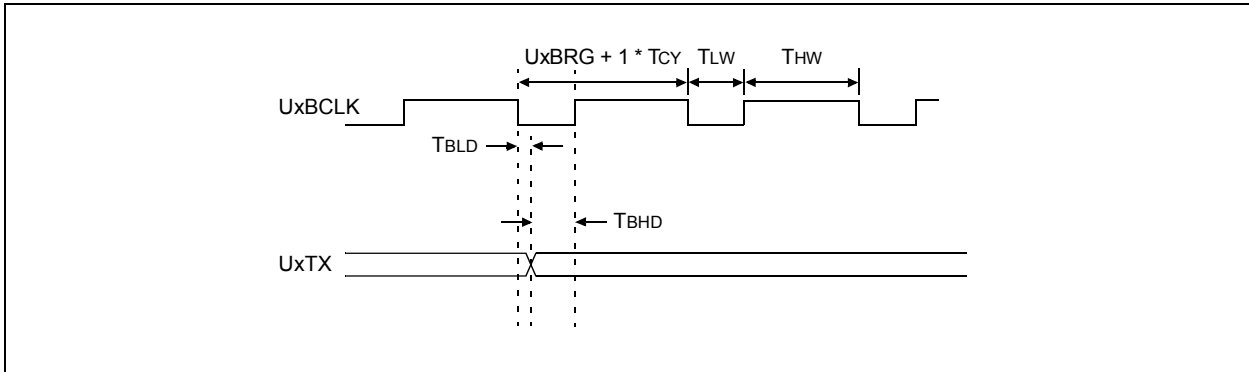 UxBRG + 1 * TCY TLW THW
UxBCLK
TBLD
TBHD
UxTX